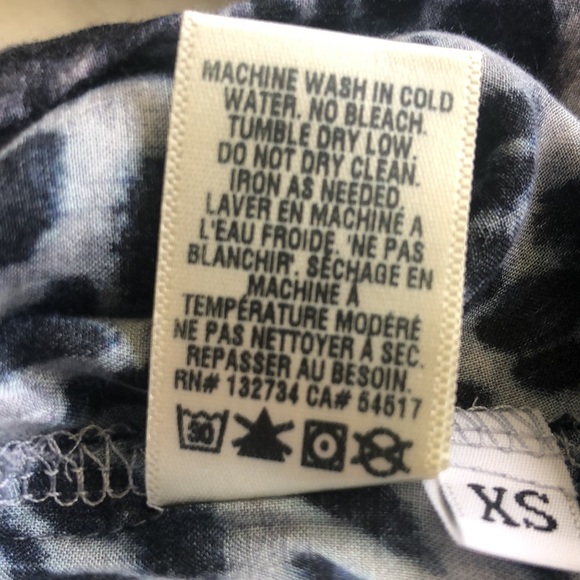 MACHINE WASH IN COLD
WATER. NO BLEACH.
TUMBLE DRY LOW.
DO NOT DRY CLEAN.
IRON AS NEEDED.
LAVER EN MACHINÉ A
L'EAU FROIDE. 'NE PAS
BLANCHIR'. SÉCHAGE EN
MACHINE À
TEMPÉRATURE MODÉRÉ
NE PAS NETTOYER À SEC.
REPASSER AU BESOIN.
RN# 132734 CA# 54517
30
XS